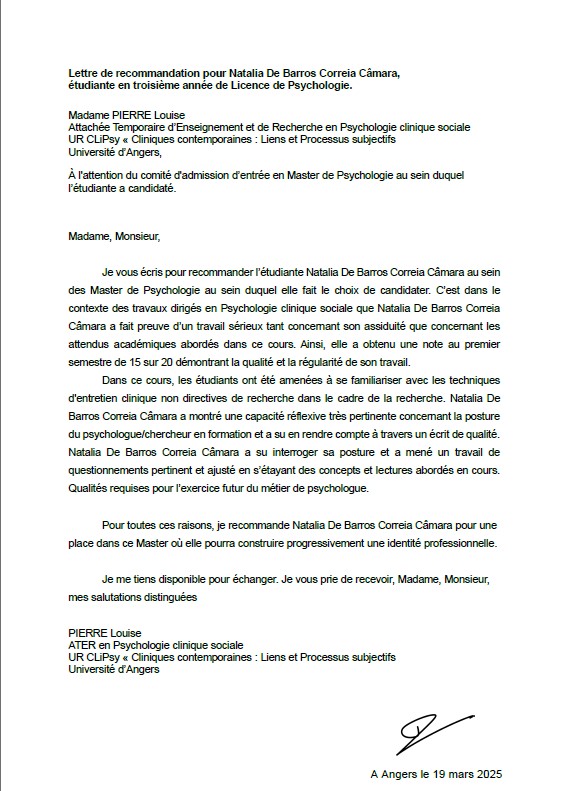 Lettre de recommandation pour Natalia De Barros Correia Câmara,
étudiante en troisième année de Licence de Psychologie.
Madame PIERRE Louise
Attachée Temporaire d'Enseignement et de Recherche en Psychologie clinique sociale
UR CLiPsy « Cliniques contemporaines : Liens et Processus subjectifs
Université d'Angers,
À l'attention du comité d'admission d'entrée en Master de Psychologie au sein duquel
l'étudiante a candidaté.
Madame, Monsieur,
Je vous écris pour recommander l'étudiante Natalia De Barros Correia Câmara au sein
des Master de Psychologie au sein duquel elle fait le choix de candidater. C'est dans le
contexte des travaux dirigés en Psychologie clinique sociale que Natalia De Barros Correia
Câmara a fait preuve d'un travail sérieux tant concernant son assiduité que concernant les
attendus académiques abordés dans ce cours. Ainsi, elle a obtenu une note au premier
semestre de 15 sur 20 démontrant la qualité et la régularité de son travail.
Dans ce cours, les étudiants ont été amenées à se familiariser avec les techniques
d'entretien clinique non directives de recherche dans le cadre de la recherche. Natalia De
Barros Correia Câmara a montré une capacité réflexive très pertinente concernant la posture
du psychologue/chercheur en formation et a su en rendre compte à travers un écrit de qualité.
Natalia De Barros Correia Câmara a su interroger sa posture et a mené un travail de
questionnements pertinent et ajusté en s'étayant des concepts et lectures abordés en cours.
Qualités requises pour l'exercice futur du métier de psychologue.
Pour toutes ces raisons, je recommande Natalia De Barros Correia Câmara pour une
place dans ce Master où elle pourra construire progressivement une identité professionnelle.
Je me tiens disponible pour échanger. Je vous prie de recevoir, Madame, Monsieur,
mes salutations distinguées
PIERRE Louise
ATER en Psychologie clinique sociale
UR CLiPsy « Cliniques contemporaines : Liens et Processus subjectifs
Université d'Angers
A Angers le 19 mars 2025